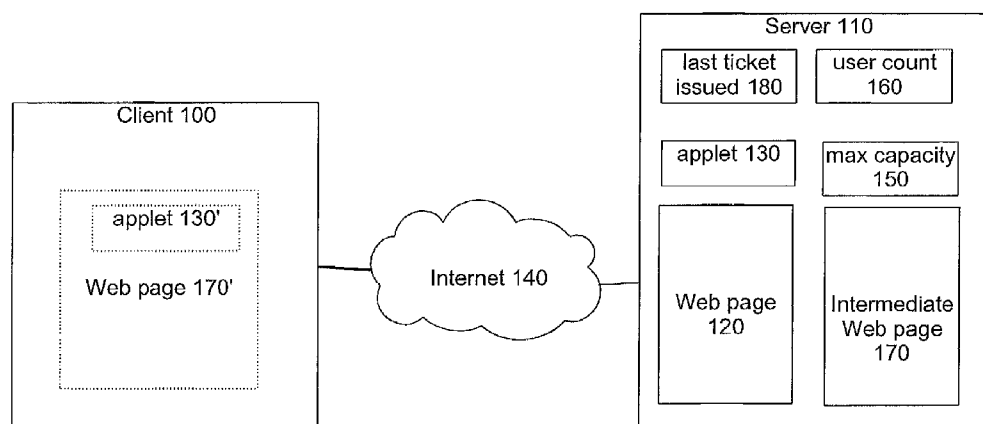 Client 100
applet 130'
Web page 170'
Internet 140
Server 110
last ticket
issued 180
user count
160
applet 130
max capacity
150
Web page
120
Intermediate
Web page
170